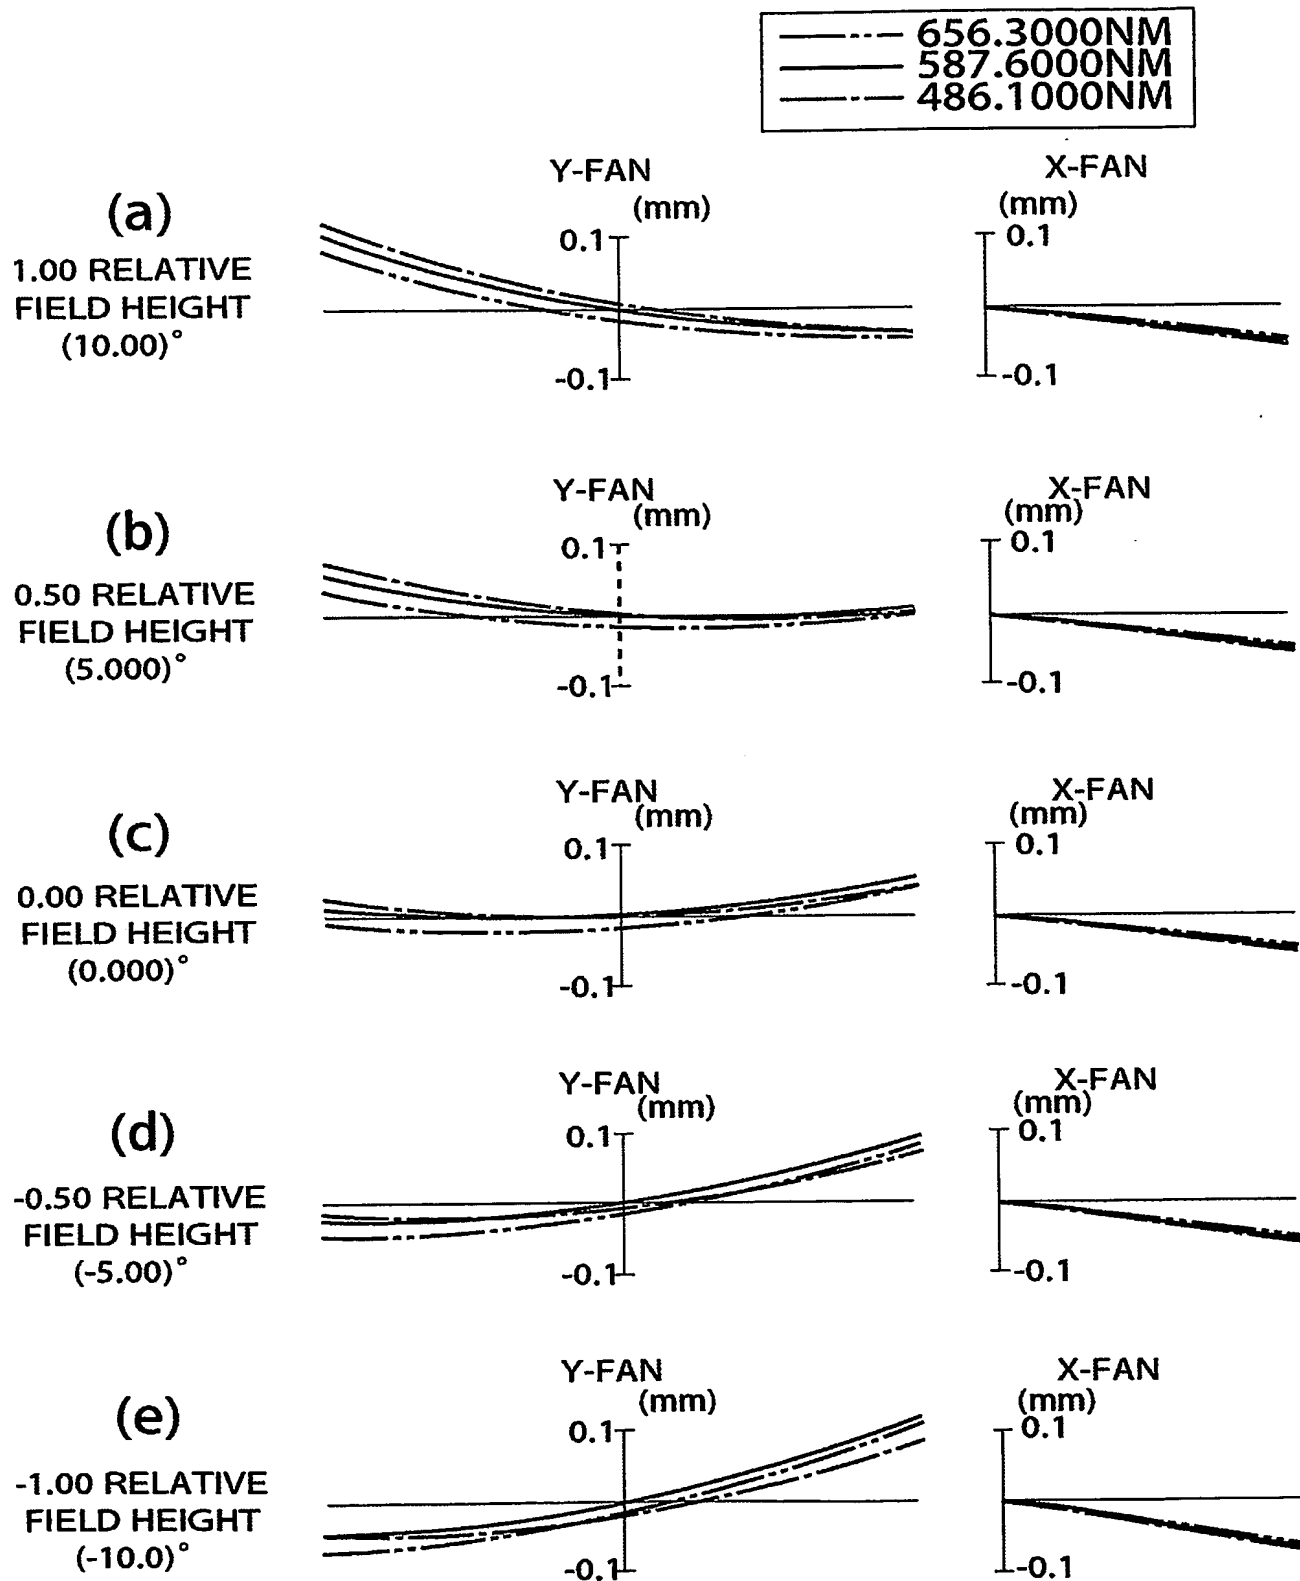 656.3000NM
587.6000NM
486.1000NM
Y-FAN
X-FAN
(a)
(mm)
(mm)
0.1
0.1
1.00 RELATIVE
FIELD HEIGHT
(10.00)°
-0.1
-0.1
Y-FAN
X-FAN
(b)
(mm)
(mm)
0.1
0.1
0.50 RELATIVE
FIELD HEIGHT
(5.000)°
-0.1
-0.1
Y-FAN
X-FAN
(c)
(mm)
(mm)
0.1
0.1
0.00 RELATIVE
FIELD HEIGHT
(0.000)°
-0.1
-0.1
Y-FAN
X-FAN
(d)
(mm)
(mm)
0.1
0.1
-0.50 RELATIVE
FIELD HEIGHT
(-5.00)°
-0.1
-0.1
Y-FAN
X-FAN
(e)
(mm)
(mm)
0.1
0.1
-1.00 RELATIVE
FIELD HEIGHT
(-10.0)°
-0.1
-0.1